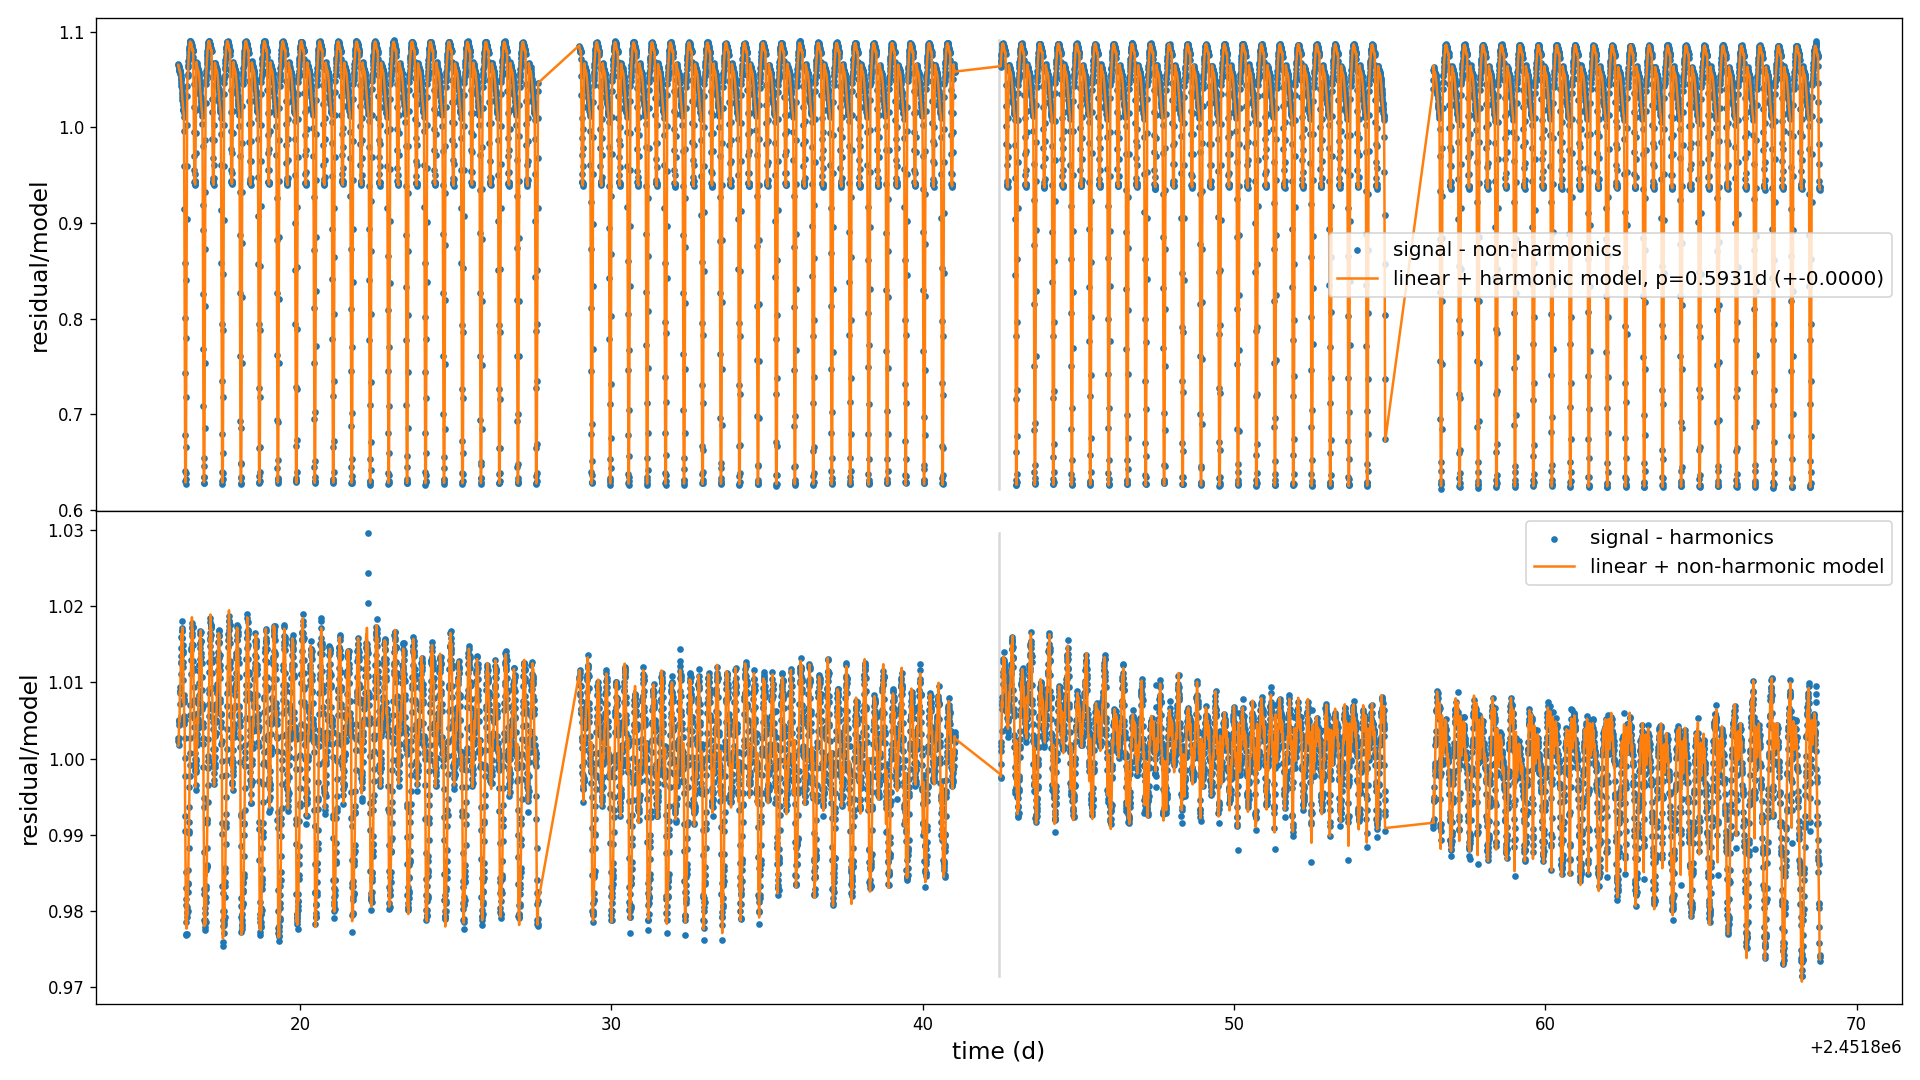 1.1
1.0
0.9
0.8
0.7
0.6
residual/model
signal - non-harmonics
linear + harmonic model, p=0.5931d (+-0.0000)
1.03
1.02
1.01
1.00
0.99
0.98
0.97
residual/model
signal - harmonics
linear + non-harmonic model
20 30 40 50 60 70
time (d)
+2.4518e6